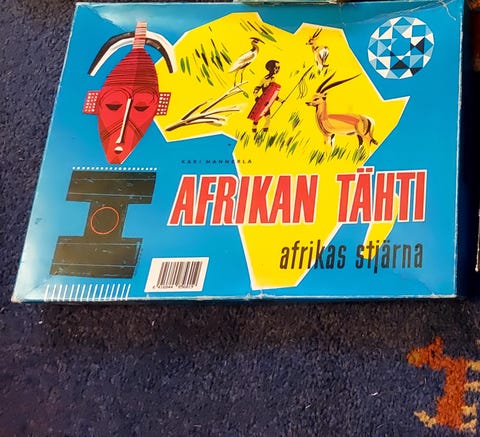 KARI MANNERLA
AFRIKAN TÄHTI
afrikas stjärna